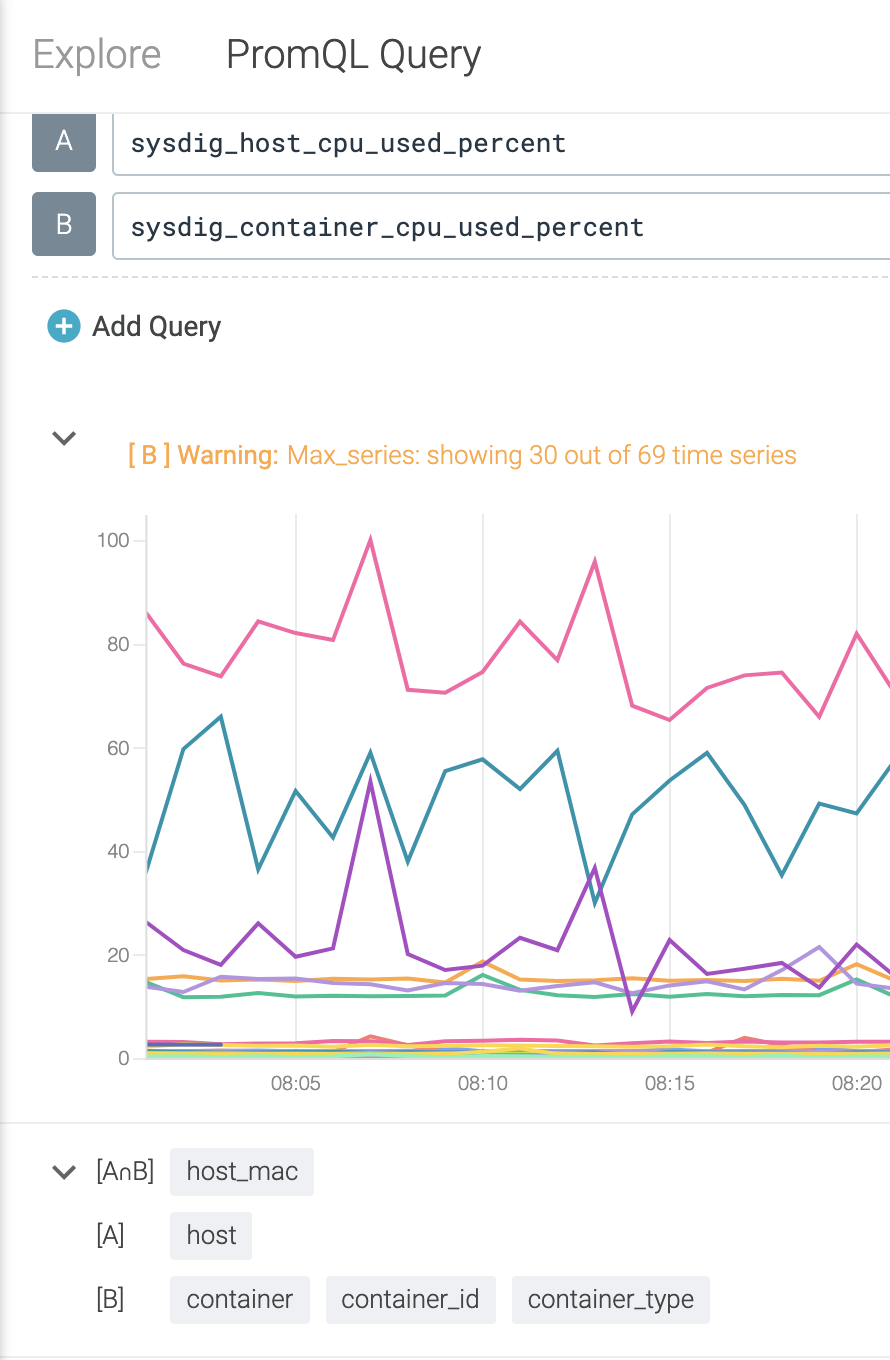 Explore PromQL Query
A sysdig_host_cpu_used_percent
B sysdig_container_cpu_used_percent
Add Query
[ B ] Warning: Max_series: showing 30 out of 69 time series
100
80
60
40
20
0
08:05 08:10 08:15 08:20
[A∩B] host_mac
[A] host
[B] container container_id container_type